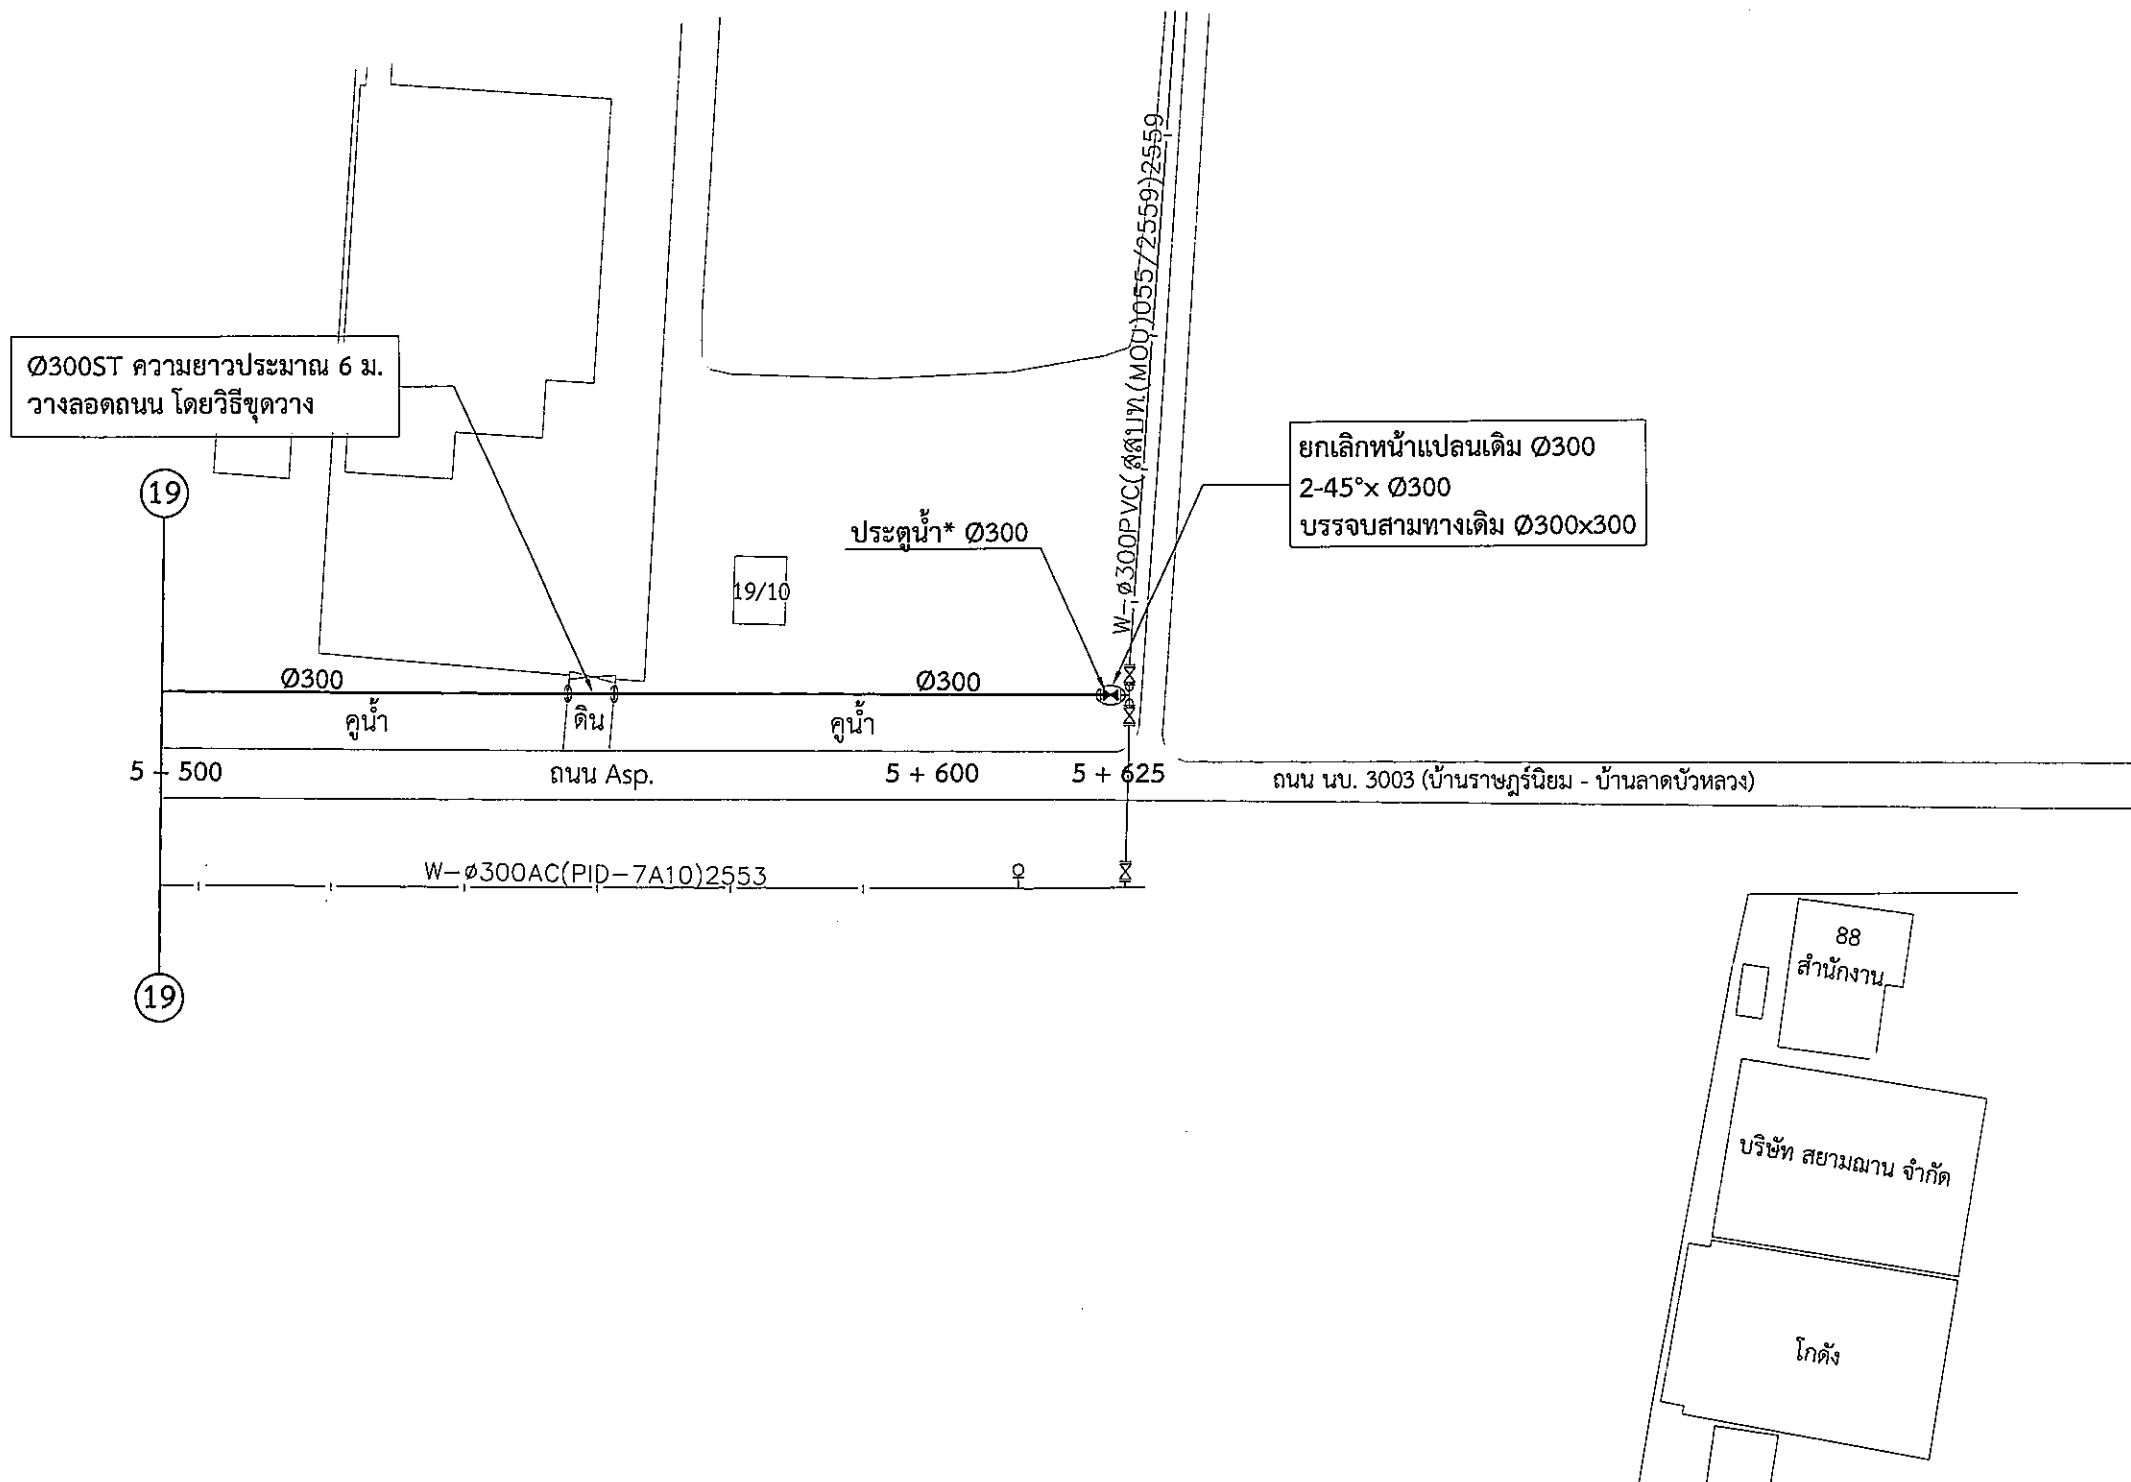 W-ø300PVC(สสบท.(MOU)055/2559)2559
Ø300ST ความยาวประมาณ 6 ม.
วางลอดถนน โดยวิธีขุดวาง
ยกเลิกหน้าแปลนเดิม Ø300
2-45°x Ø300
บรรจบสามทางเดิม Ø300x300
19
ประตูน้ำ* Ø300
19/10
Ø300
Ø300
คูน้ำ
ดิน
คูน้ำ
5 + 500
ถนน Asp.
5 + 600
5 + 625
ถนน นบ. 3003 (บ้านราษฎร์นิยม - บ้านลาดบัวหลวง)
W-ø300AC(PID-7A10)2553
19
88
สำนักงาน
บริษัท สยามฌาน จำกัด
โกดัง